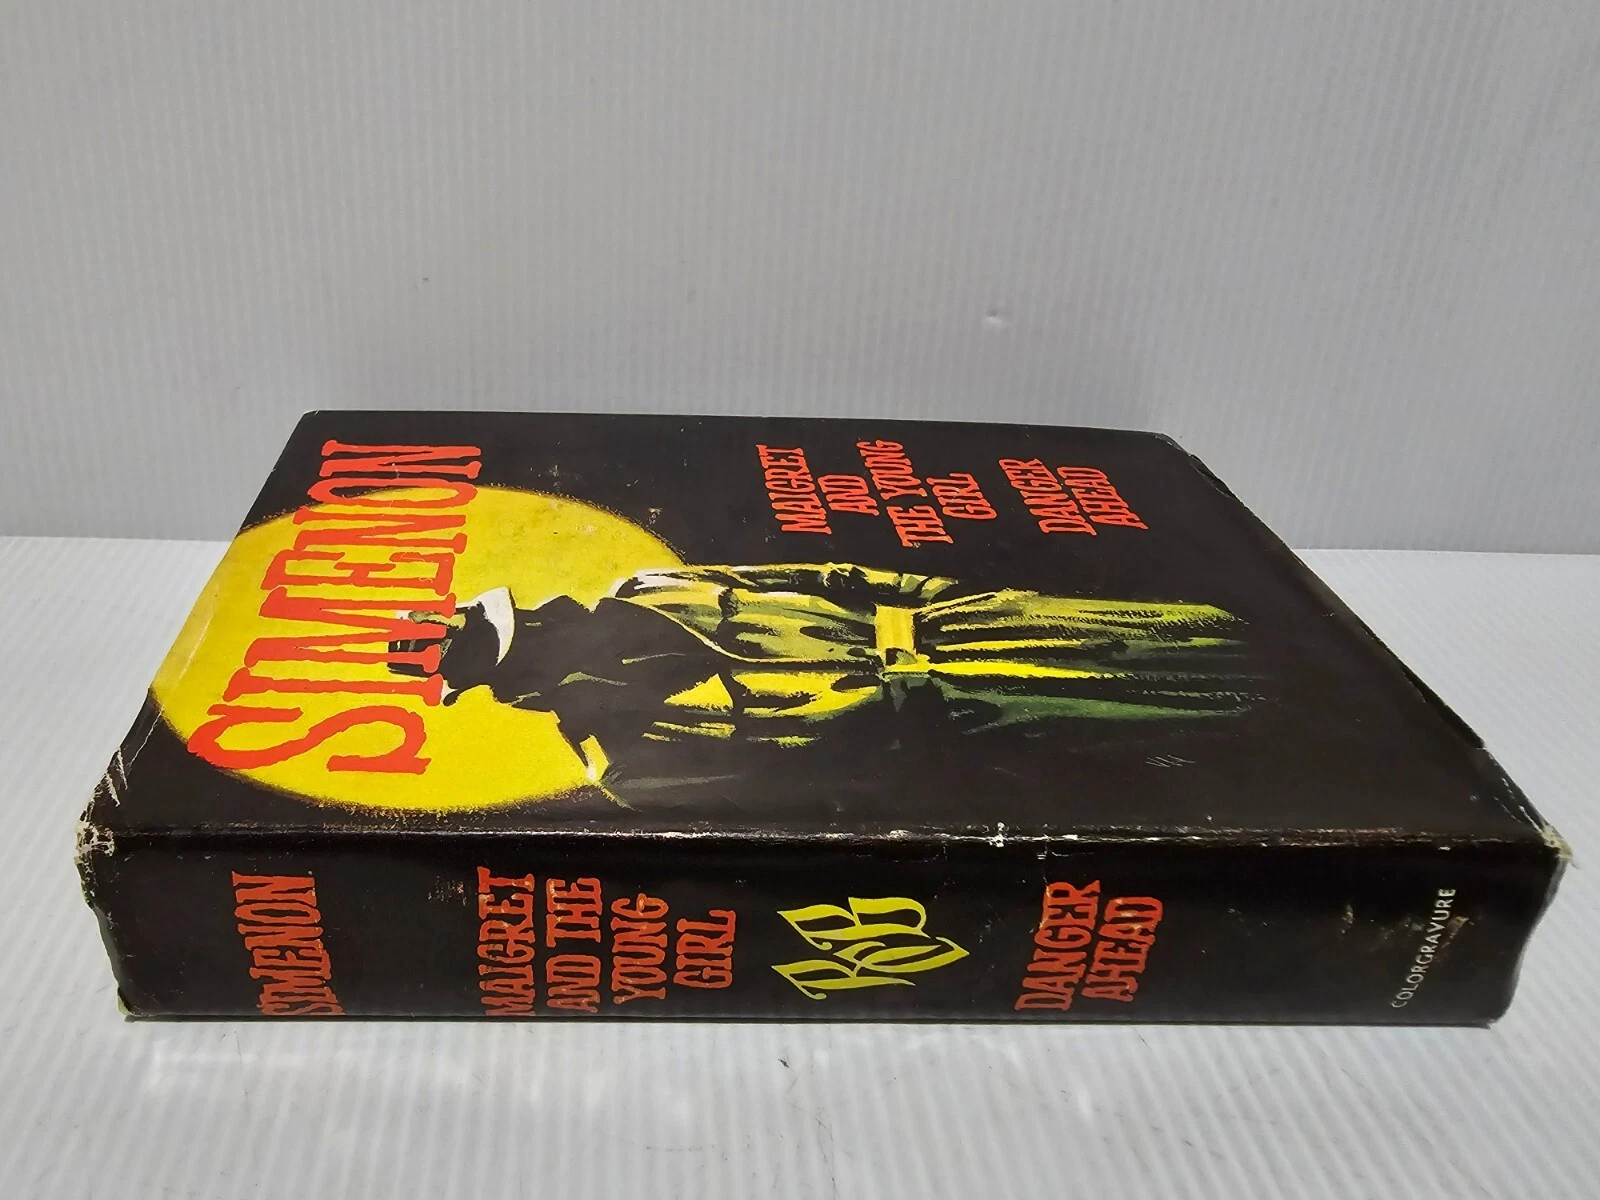 SIMENON
MAIGRET
AND
THE YOUNG
GIRL
DANGER
AHEAD
SIMENON
MAIGRET
AND THE
YOUNG
GIRL
DANGER
AHEAD
COLORGRAVURE